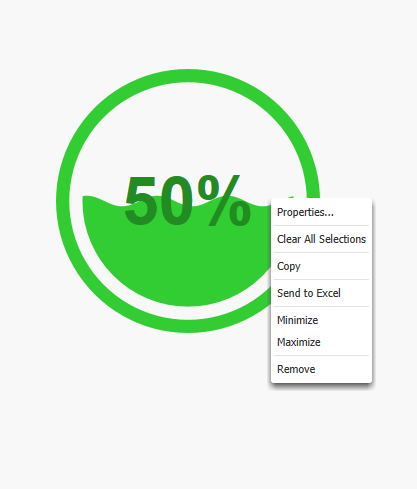 50%
Properties...
Clear All Selections
Copy
Send to Excel
Minimize
Maximize
Remove